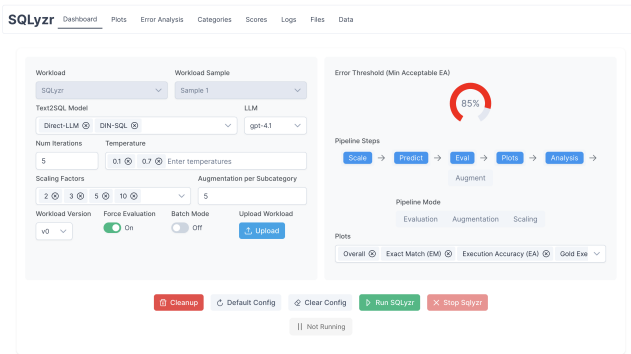 SQLyzr Dashboard Plots Error Analysis Categories Scores Logs Files Data
Workload Workload Sample
SQLyzr Sample 1
Text2SQL Model LLM
Direct-LLM DIN-SQL gpt-4.1
Num Iterations Temperature
5 0.1 0.7 Enter temperatures
Scaling Factors Augmentation per Subcategory
2 3 5 10 5
Workload Version Force Evaluation Batch Mode Upload Workload
v0 On Off Upload
Error Threshold (Min Acceptable EA)
85%
Pipeline Steps
Scale → Predict → Eval → Plots → Analysis →
Augment
Pipeline Mode
Evaluation Augmentation Scaling
Plots
Overall Exact Match (EM) Execution Accuracy (EA) Gold Exe
Cleanup Default Config Clear Config Run SQLyzr Stop Sqlyzr
Not Running